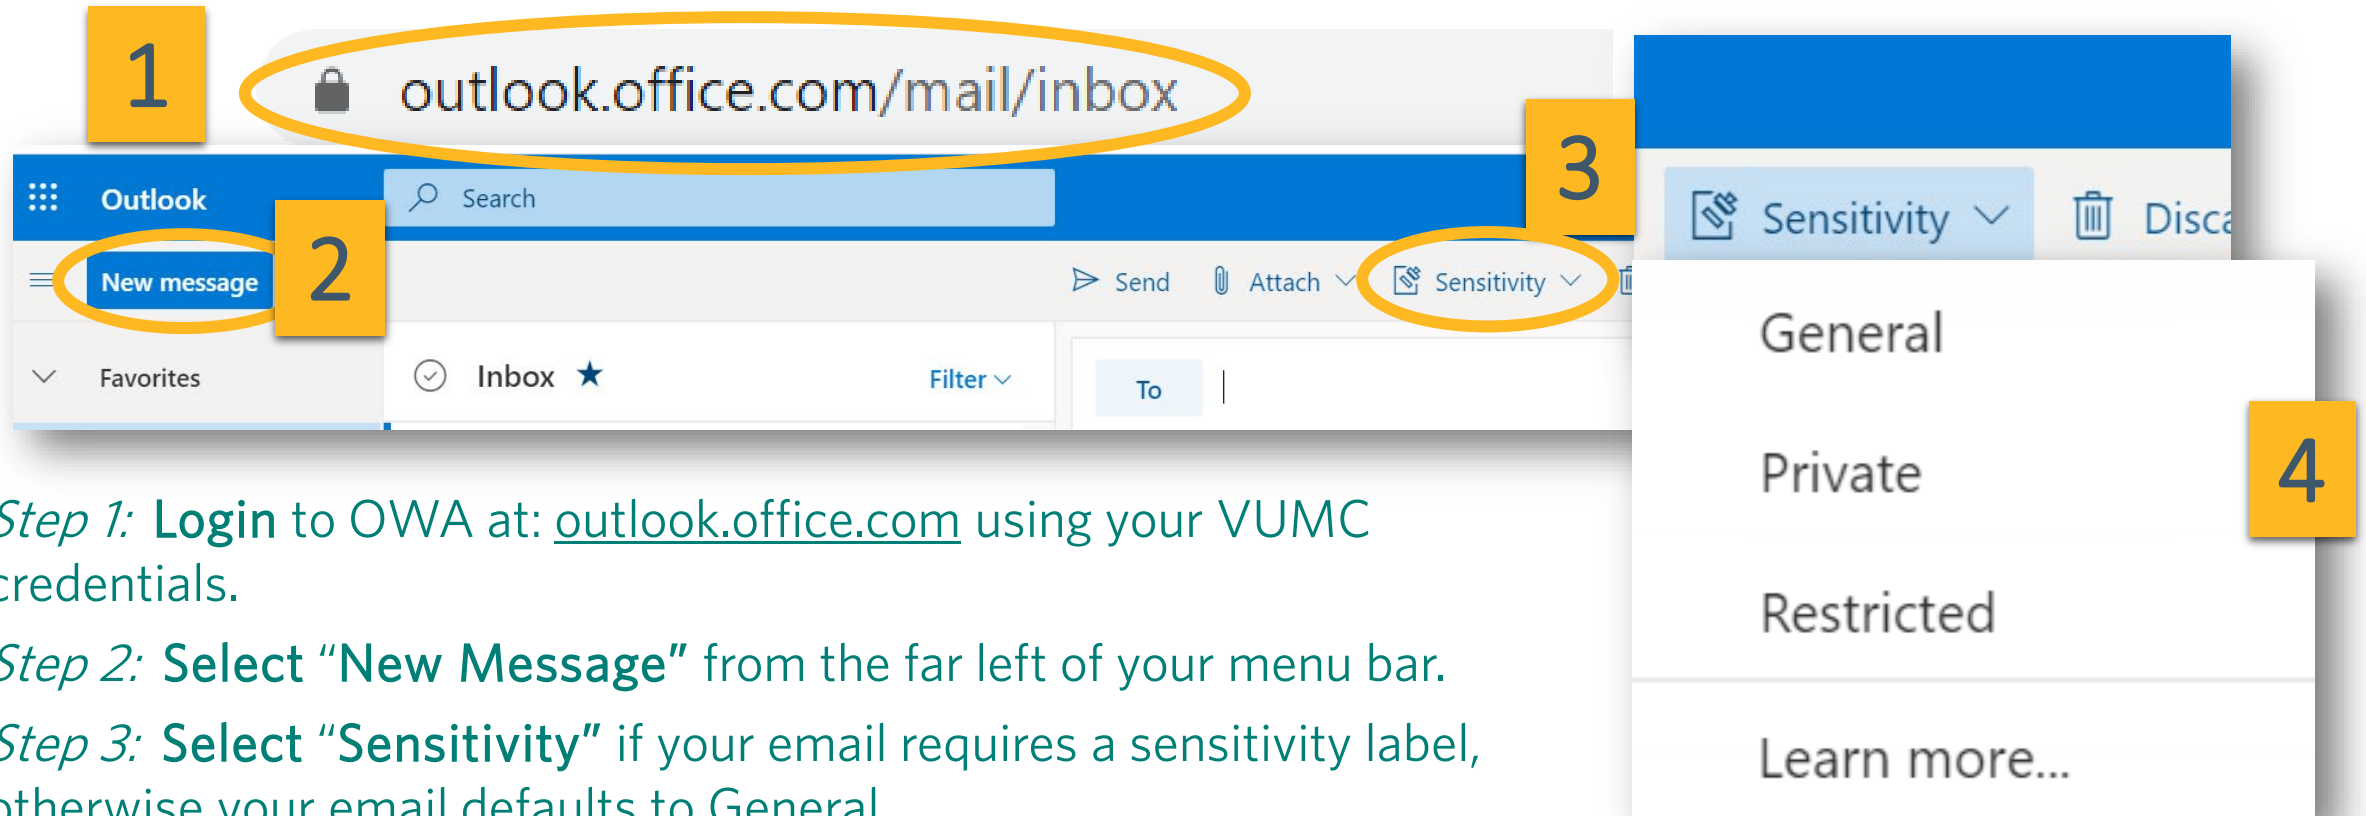 1
outlook.office.com/mail/inbox
Outlook
Search
2
3
New message
Send
Attach
Sensitivity
Favorites
Inbox
Filter
To
Sensitivity
General
Private
Restricted
Learn more...
4
Step 1: Login to OWA at: outlook.office.com using your VUMC
credentials.
Step 2: Select “New Message” from the far left of your menu bar.
Step 3: Select “Sensitivity” if your email requires a sensitivity label,
otherwise your email defaults to General